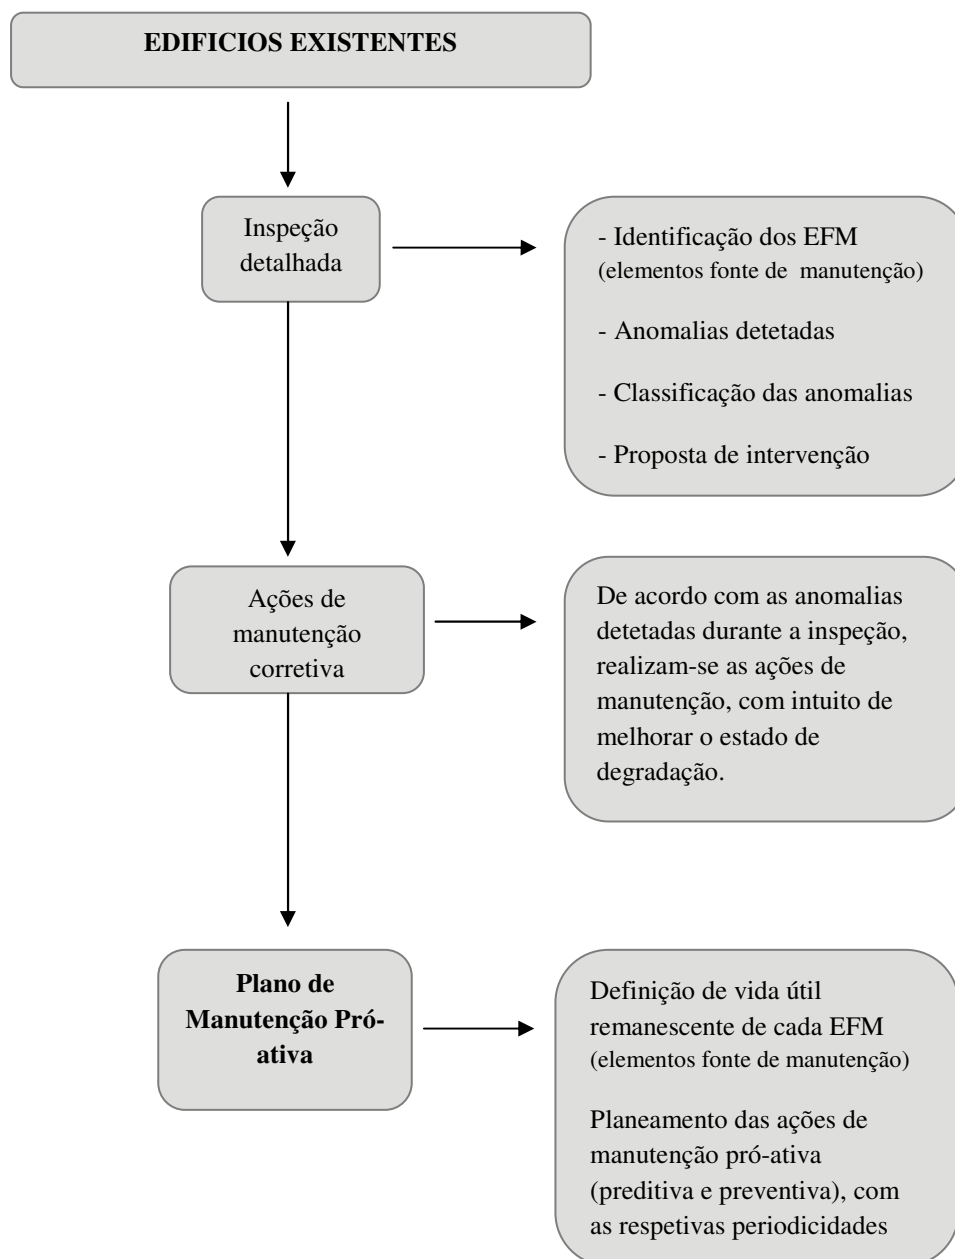 EDIFICIOS EXISTENTES
Inspeção
detalhada
- Identificação dos EFM
(elementos fonte de manutenção)
- Anomalias detetadas
- Classificação das anomalias
- Proposta de intervenção
Ações de
manutenção
corretiva
De acordo com as anomalias
detetadas durante a inspeção,
realizam-se as ações de
manutenção, com intuito de
melhorar o estado de
degradação.
Plano de
Manutenção Pró-
ativa
Definição de vida útil
remanescente de cada EFM
(elementos fonte de manutenção)
Planeamento das ações de
manutenção pró-ativa
(preditiva e preventiva), com
as respetivas periodicidades